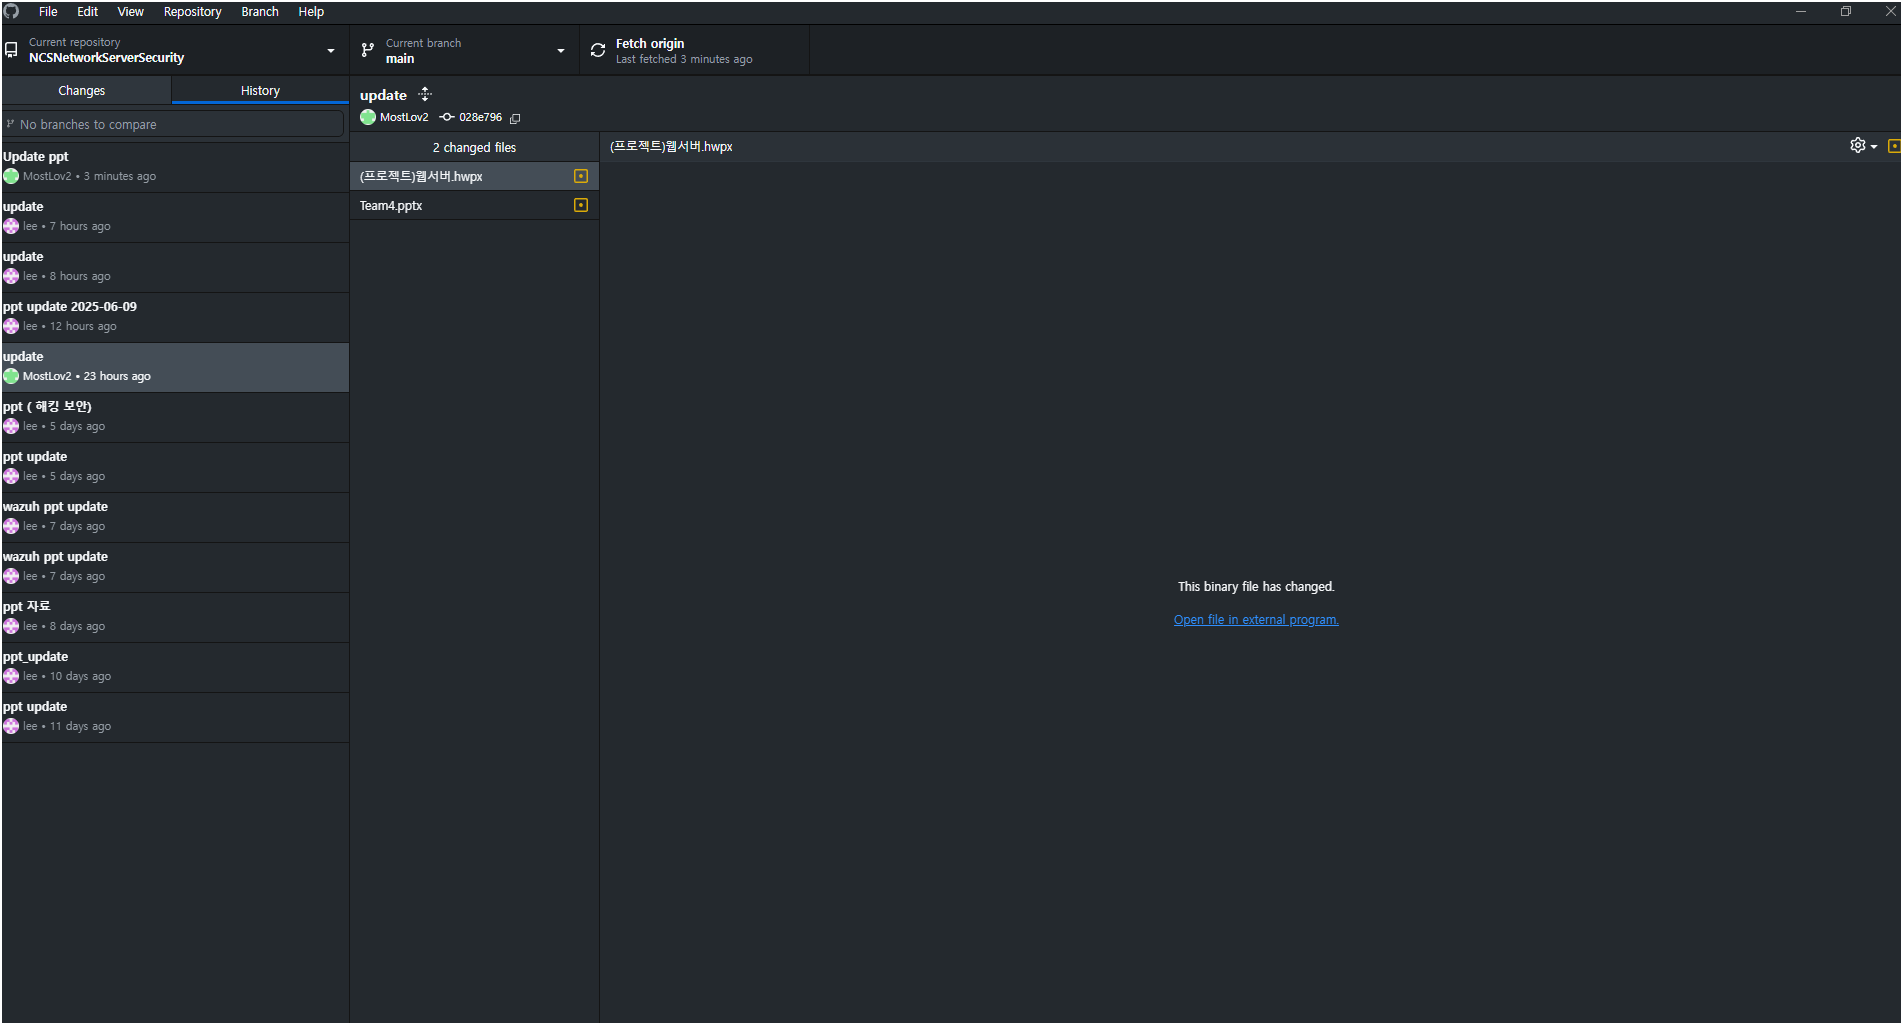 File Edit View Repository Branch Help
Current repository
NCSNetworkServerSecurity
Current branch
main
Fetch origin
Last fetched 3 minutes ago
Changes
History
No branches to compare
Update ppt
MostLov2 • 3 minutes ago
update
lee • 7 hours ago
update
lee • 8 hours ago
ppt update 2025-06-09
lee • 12 hours ago
update
MostLov2 • 23 hours ago
ppt ( 해킹 보안)
lee • 5 days ago
ppt update
lee • 5 days ago
wazuh ppt update
lee • 7 days ago
wazuh ppt update
lee • 7 days ago
ppt 자료
lee • 8 days ago
ppt_update
lee • 10 days ago
ppt update
lee • 11 days ago
update
MostLov2 028e796
2 changed files
(프로젝트)웹서버.hwpx
Team4.pptx
(프로젝트)웹서버.hwpx
This binary file has changed.
Open file in external program.